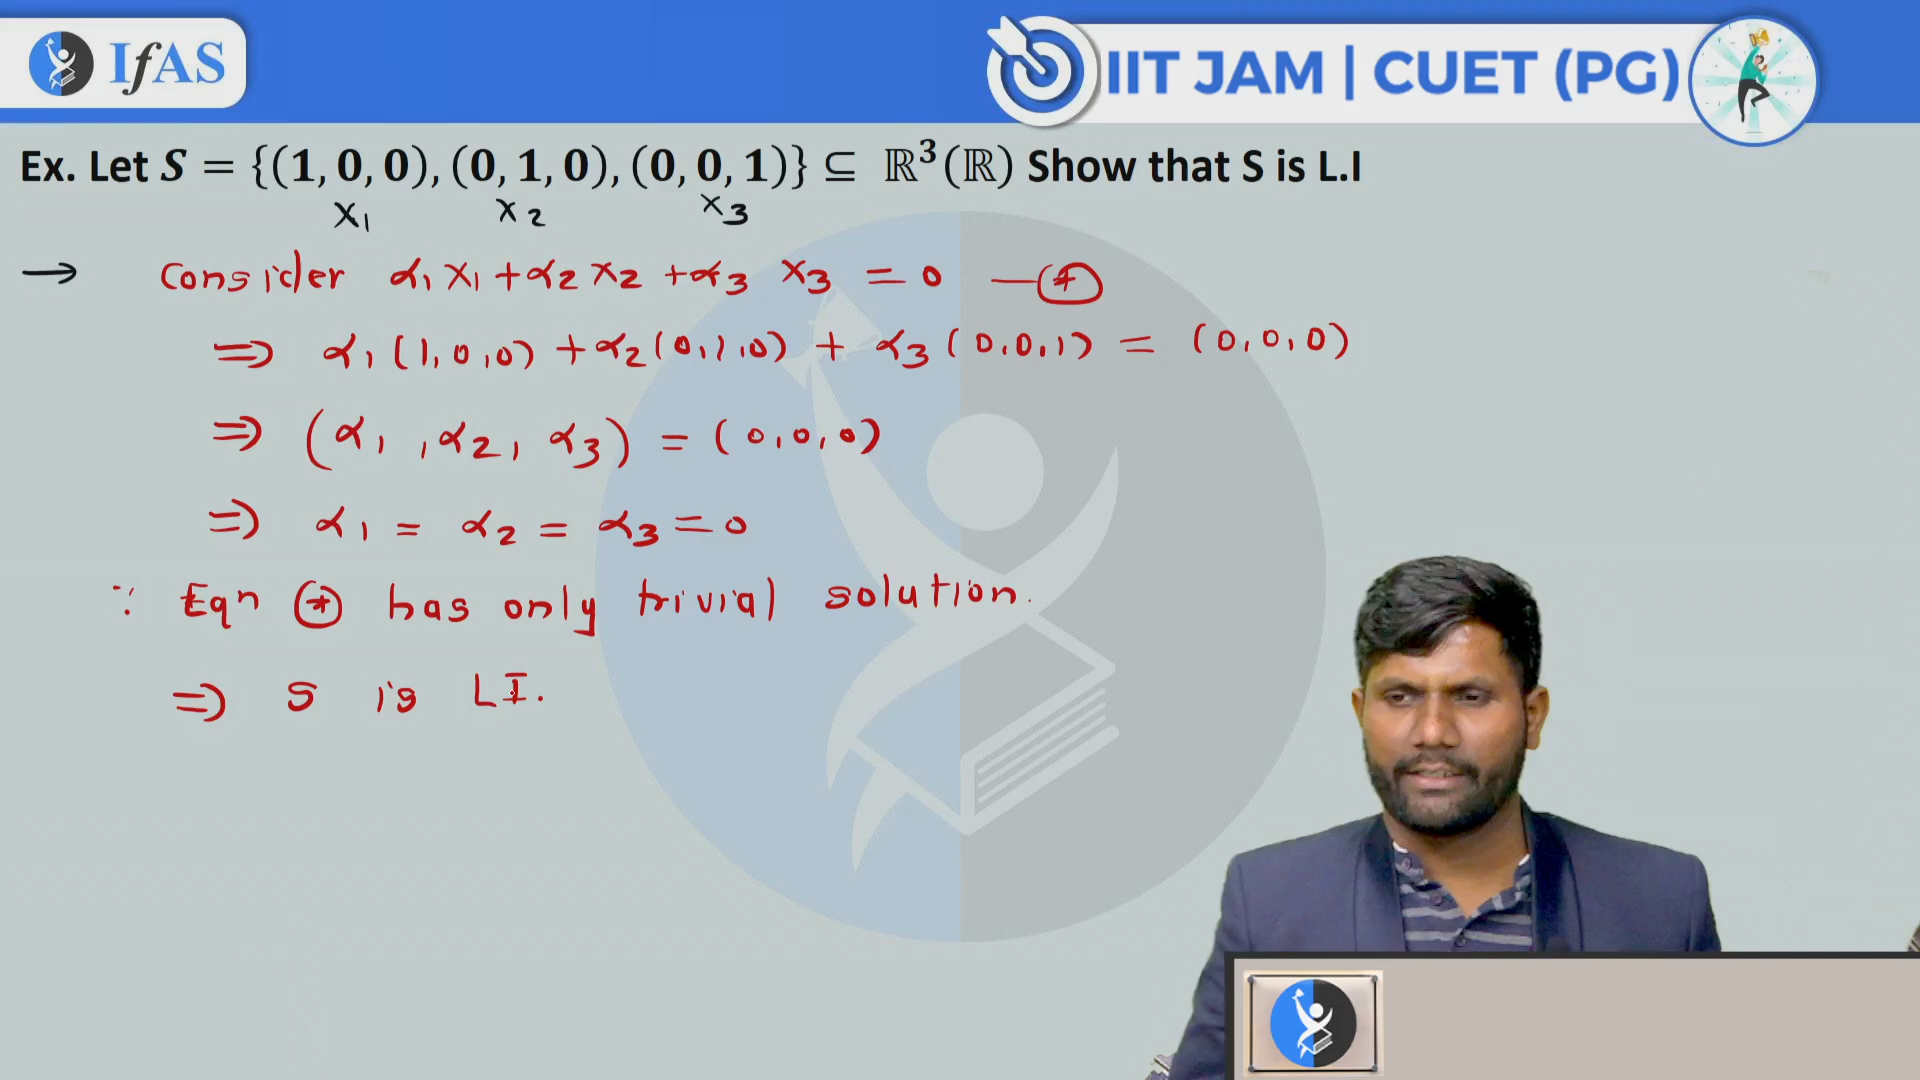 IfAS
IIT JAM | CUET (PG)
Ex. Let S = {(1, 0, 0), (0, 1, 0), (0, 0, 1)} ⊆ ℝ³(ℝ) Show that S is L.I
x₁ x₂ x₃
→ Consider α₁x₁ + α₂x₂ + α₃x₃ = 0 —(*)
⇒ α₁(1,0,0) + α₂(0,1,0) + α₃(0,0,1) = (0,0,0)
⇒ (α₁, α₂, α₃) = (0,0,0)
⇒ α₁ = α₂ = α₃ = 0
∵ Eqn (*) has only trivial solution.
⇒ S is LI.